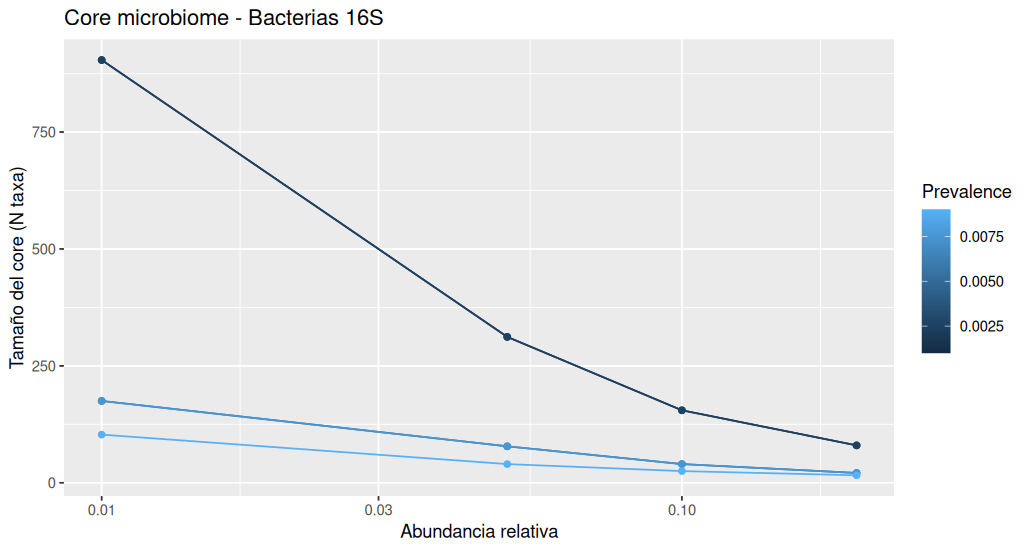 Core microbiome - Bacterias 16S
Tamaño del core (N taxa)
750
500
250
0
0.01
0.03
0.10
Abundancia relativa
Prevalence
0.0075
0.0050
0.0025